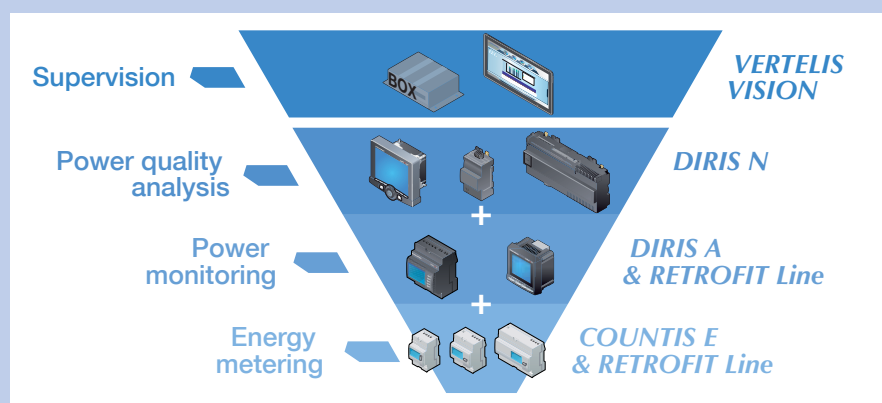 Supervision
BOX
VERTELIS
VISION
Power quality
analysis
DIRIS N
+
Power
monitoring
DIRIS A
& RETROFIT Line
+
Energy
metering
COUNTIS E
& RETROFIT Line